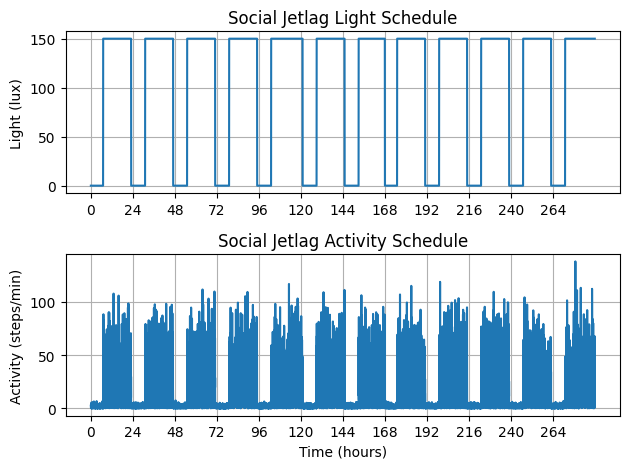 Social Jetlag Light Schedule
Light (lux)
150
100
50
0
0 24 48 72 96 120 144 168 192 216 240 264
Social Jetlag Activity Schedule
Activity (steps/min)
100
50
0
0 24 48 72 96 120 144 168 192 216 240 264
Time (hours)